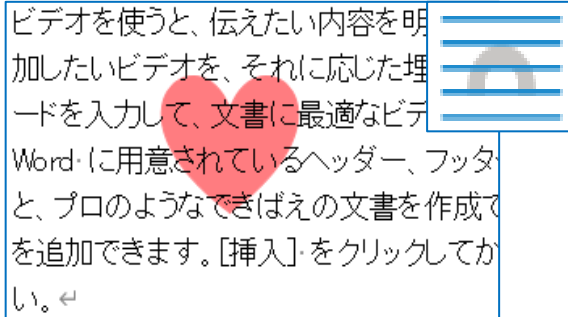 ビデオを使うと、伝えたい内容を明
加したいビデオを、それに応じた埋
ードを入力して、文書に最適なビデ
Word に用意されているヘッダー、フッタ
と、プロのようなできばえの文書を作成で
を追加できます。[挿入] をクリックしてか
い。